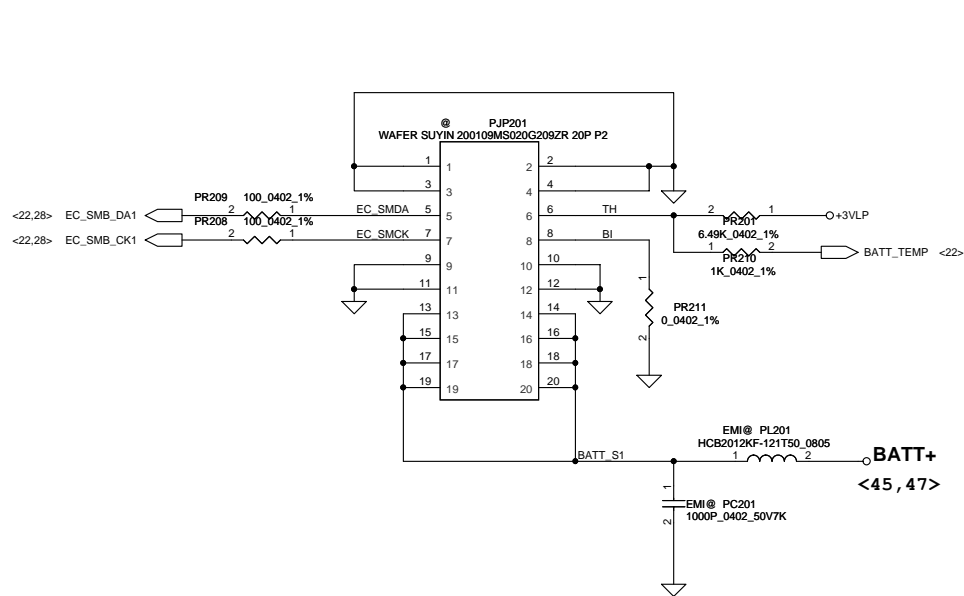 @ PJP201
WAFER SUYIN 200109MS020G209ZR 20P P2
1 1 2 2
3 3 4 4
PR209 100_0402_1%
<22,28> EC_SMB_DA1 2 1 EC_SMDA 5 5 6 6 TH 2 1 +3VLP
PR208 100_0402_1%
PR201
6.49K_0402_1%
<22,28> EC_SMB_CK1 2 1 EC_SMCK 7 7 8 8 BI
1 2 BATT_TEMP <22>
PR210
1K_0402_1%
9 9 10 10
11 11 12 12
1
PR211
0_0402_1%
2
13 13 14 14
15 15 16 16
17 17 18 18
19 19 20 20
EMI@ PL201
HCB2012KF-121T50_0805
BATT_S1 1 2 BATT+
<45,47>
1
EMI@ PC201
1000P_0402_50V7K
2